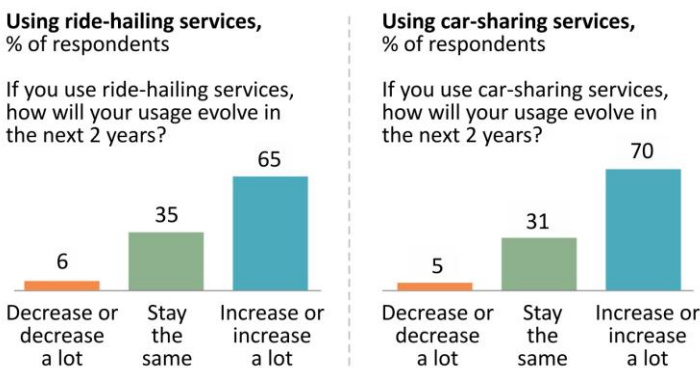 Using ride-hailing services,
% of respondents
If you use ride-hailing services,
how will your usage evolve in
the next 2 years?
65
35
6
Decrease or
decrease
a lot
Stay
the
same
Increase or
increase
a lot
Using car-sharing services,
% of respondents
If you use car-sharing services,
how will your usage evolve in
the next 2 years?
70
31
5
Decrease or
decrease
a lot
Stay
the
same
Increase or
increase
a lot